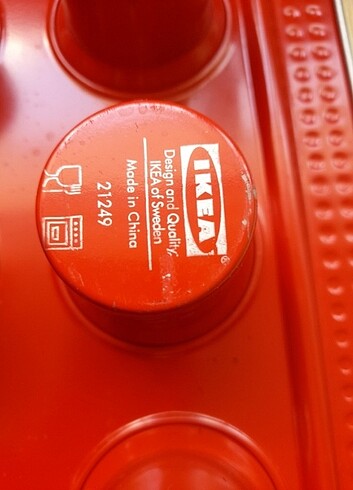 IKEA®
Design and Quality
IKEA of Sweden
Made in China
21249